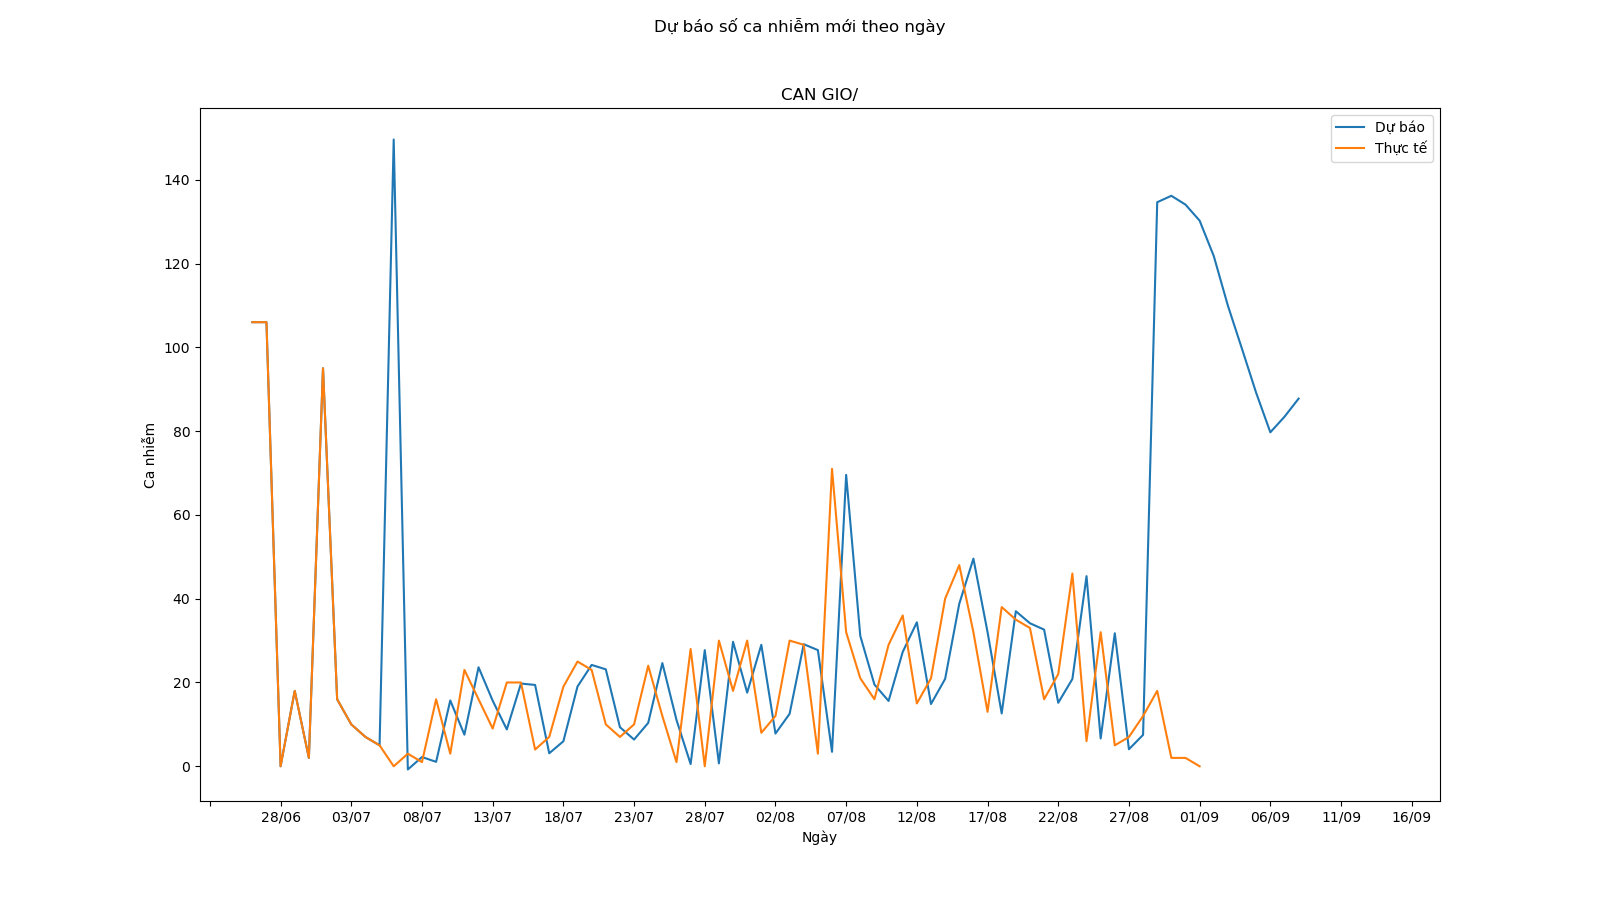 Dự báo số ca nhiễm mới theo ngày
CAN GIO/
Dự báo
Thực tế
140
120
100
80
60
40
20
0
Ca nhiễm
28/06 03/07 08/07 13/07 18/07 23/07 28/07 02/08 07/08 12/08 17/08 22/08 27/08 01/09 06/09 11/09 16/09
Ngày